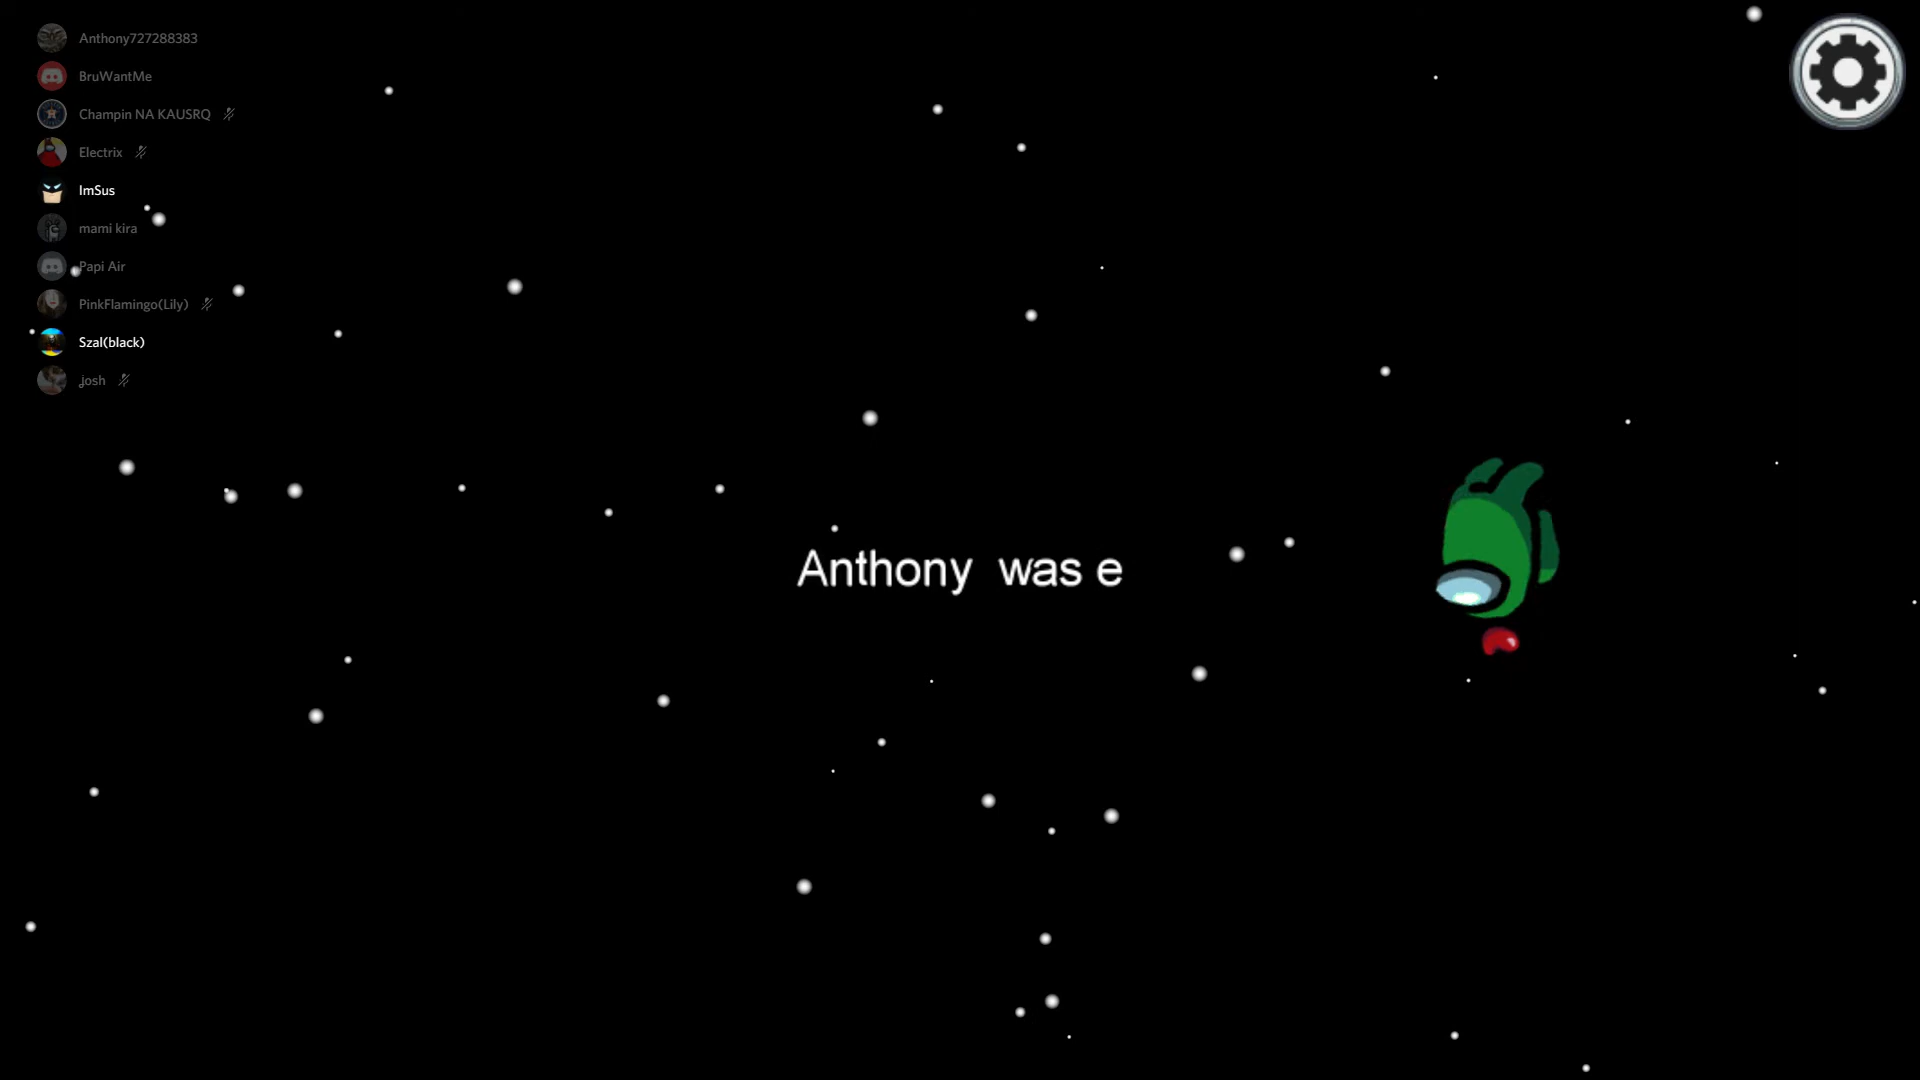 Anthony727288383
BruWantMe
Champin NA KAUSRQ
Electrix
ImSus
mami kira
Papi Air
PinkFlamingo(Lily)
Szal(black)
josh
Anthony  was e